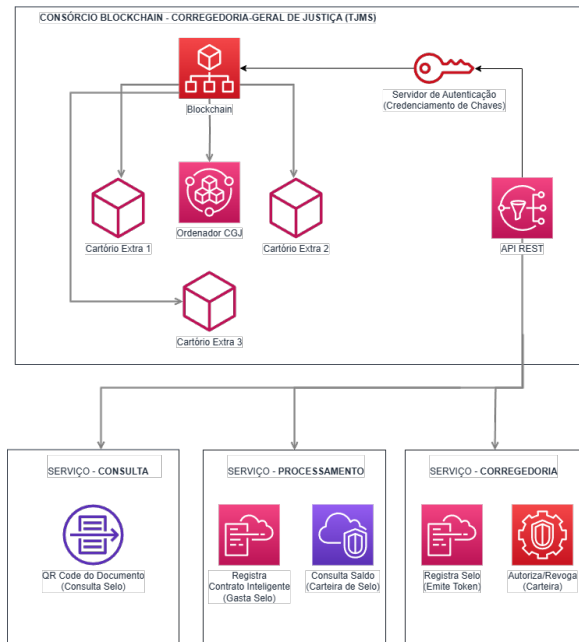 CONSÓRCIO BLOCKCHAIN - CORREGEDORIA-GERAL DE JUSTIÇA (TJMS)
Blockchain
Servidor de Autenticação
(Credenciamento de Chaves)
Cartório Extra 1
Ordenador CGJ
Cartório Extra 2
API REST
Cartório Extra 3
SERVIÇO - CONSULTA
QR Code do Documento
(Consulta Selo)
SERVIÇO - PROCESSAMENTO
Registra
Contrato Inteligente
(Gasta Selo)
Consulta Saldo
(Carteira de Selo)
SERVIÇO - CORREGEDORIA
Registra Selo
(Emite Token)
Autoriza/Revoga
(Carteira)